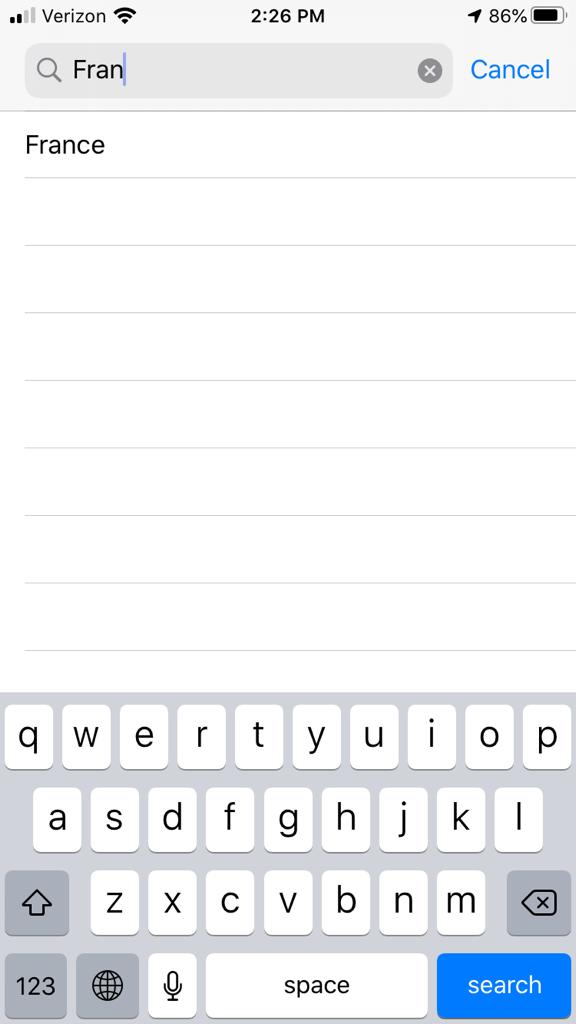 Verizon 2:26 PM 86%
Fran Cancel
France
q w e r t y u i o p
a s d f g h j k l
z x c v b n m
123 space search